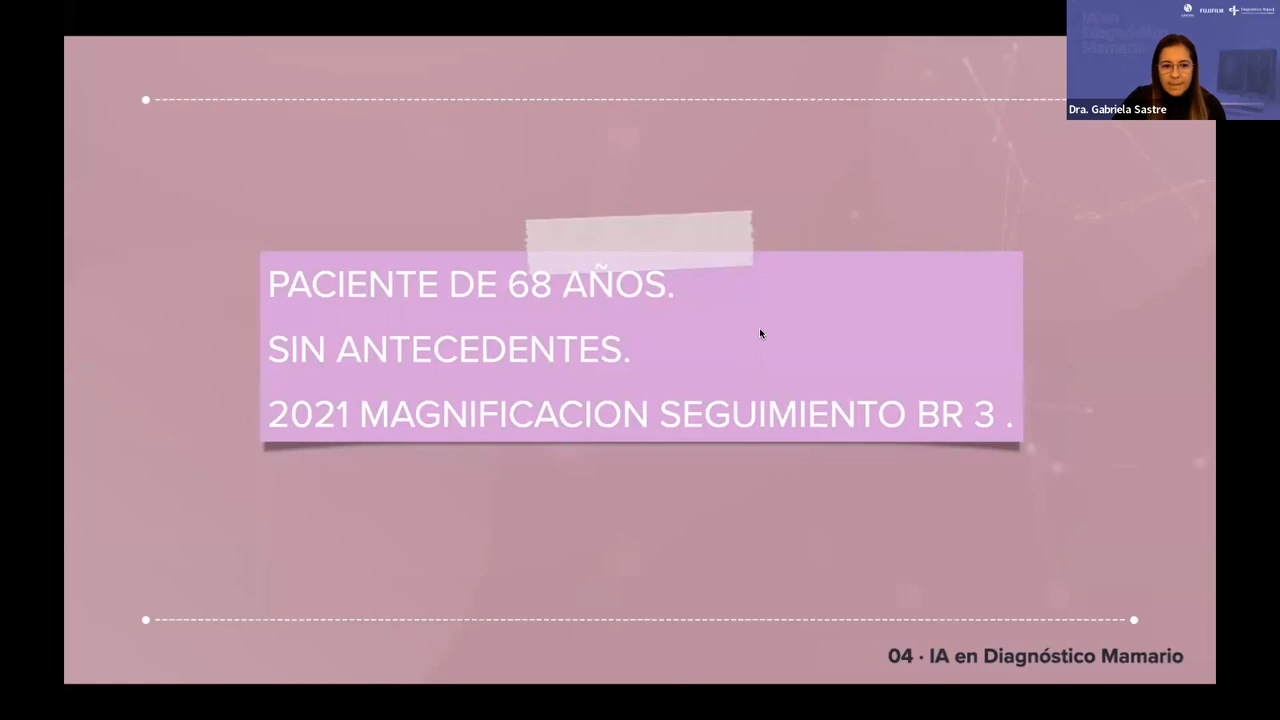 FUJIFILM
Dra. Gabriela Sastre
PACIENTE DE 68 AÑOS.
SIN ANTECEDENTES.
2021 MAGNIFICACION SEGUIMIENTO BR 3 .
04 · IA en Diagnóstico Mamario